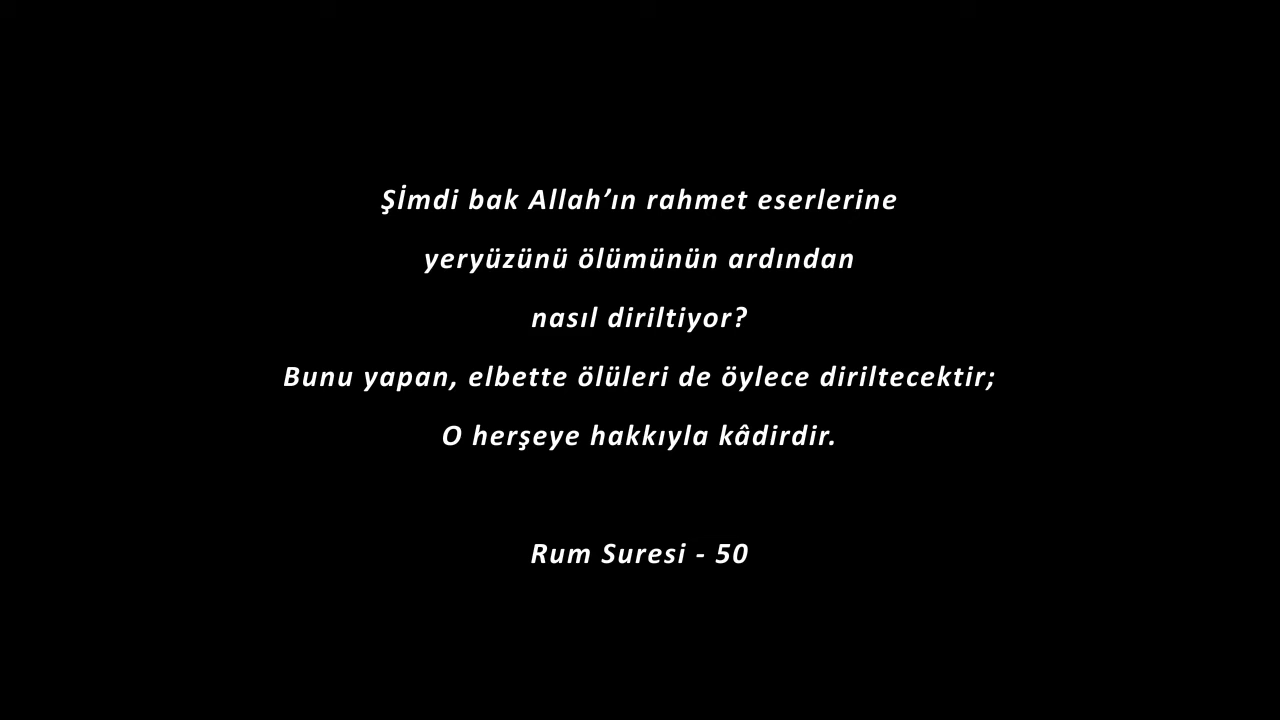 Şİmdi bak Allah’ın rahmet eserlerine
yeryüzünü ölümünün ardından
nasıl diriltiyor?
Bunu yapan, elbette ölüleri de öylece diriltecektir;
O herşeye hakkıyla kâdirdir.
Rum Suresi - 50